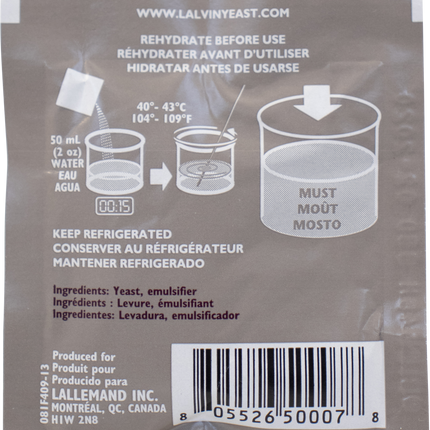 WWW.LALVINYEAST.COM
REHYDRATE BEFORE USE
RÉHYDRATER AVANT D'UTILISER
HIDRATAR ANTES DE USARSE
40°- 43°C
104°- 109°F
50 mL
(2 oz)
WATER
EAU
AGUA
00:15
MUST
MOÛT
MOSTO
KEEP REFRIGERATED
CONSERVER AU RÉFRIGÉRATEUR
MANTENER REFRIGERADO
Ingredients: Yeast, emulsifier
Ingrédients : Levure, émulsifiant
Ingredientes: Levadura, emulsificador
Produced for
Produit pour
Producido para
LALLEMAND INC.
MONTRÉAL, QC, CANADA
H1W 2N8
081F409-13
8 05526 50007 8